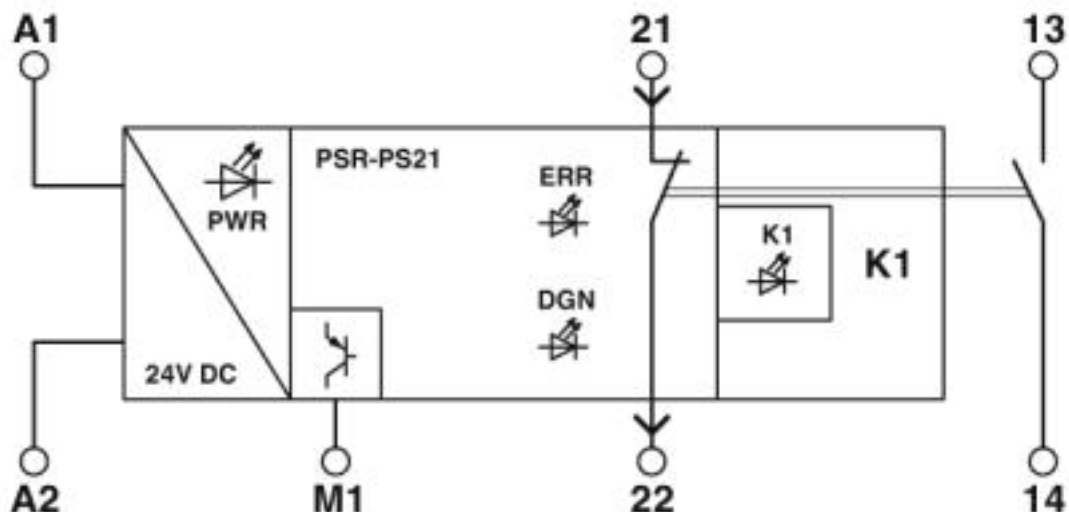 A1
21
13
PSR-PS21
PWR
ERR
K1
K1
DGN
24V DC
A2
M1
22
14